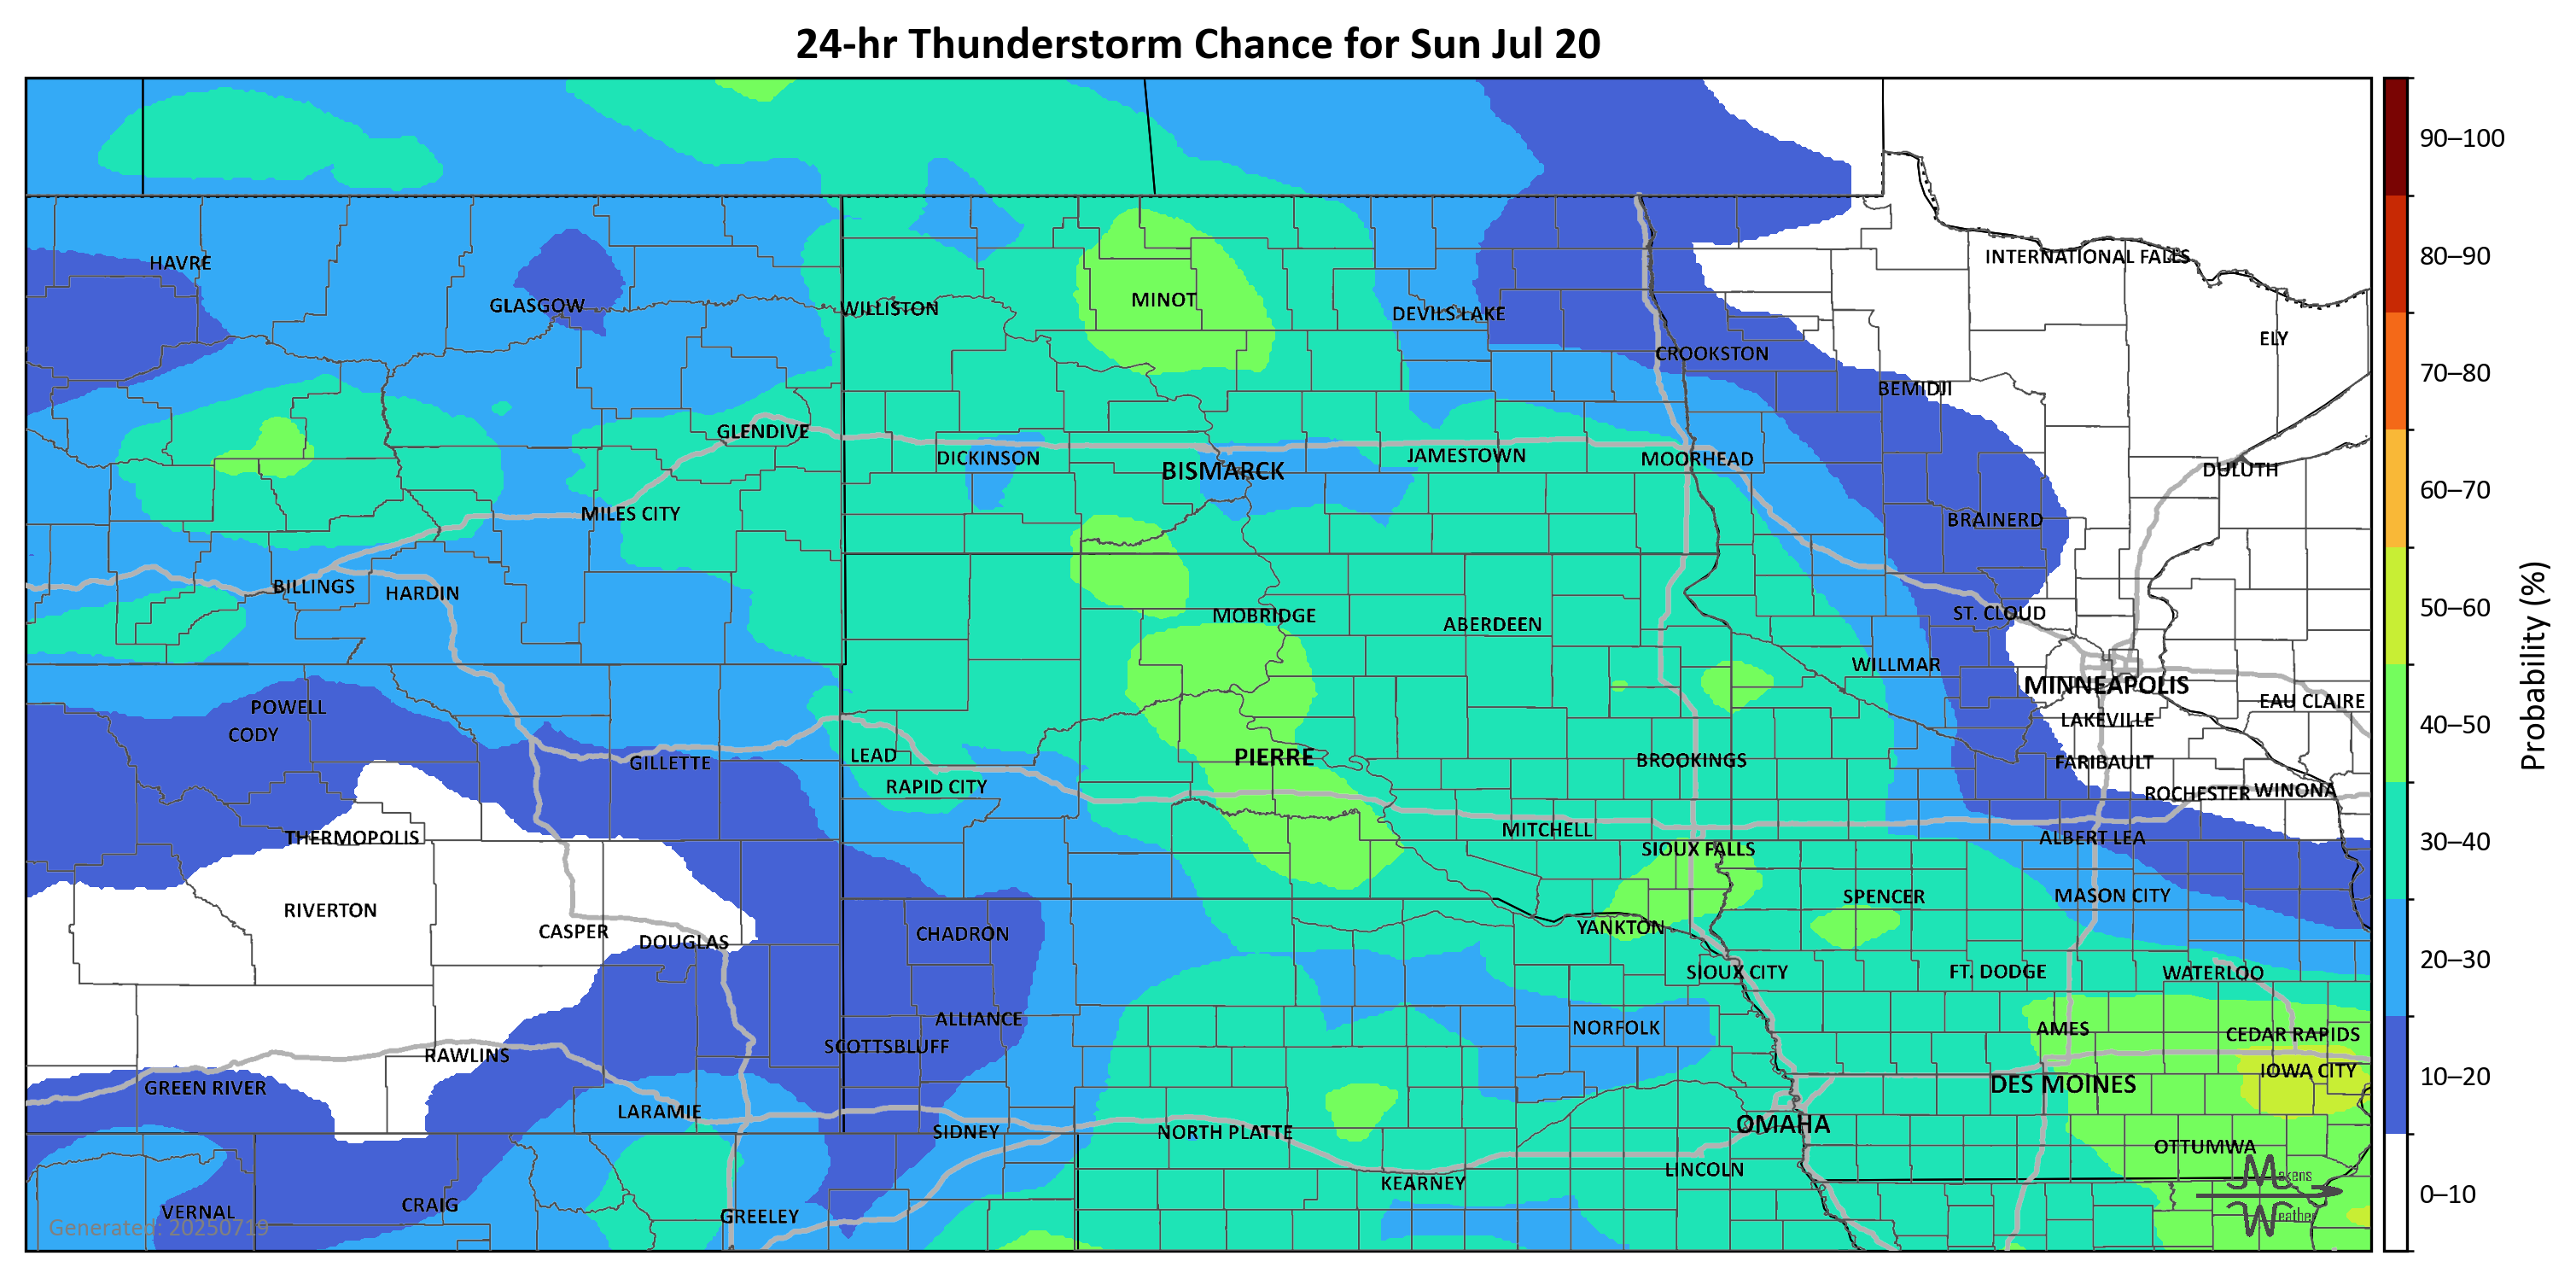 24-hr Thunderstorm Chance for Sun Jul 20
90–100
INTERNATIONAL FALLS
80–90
HAVRE
GLASGOW
WILLISTON
MINOT
DEVILS LAKE
ELY
CROOKSTON
70–80
BEMIDJI
GLENDIVE
DICKINSON
BISMARCK
JAMESTOWN
MOORHEAD
DULUTH
60–70
MILES CITY
BRAINERD
BILLINGS
HARDIN
MOBRIDGE
ABERDEEN
ST. CLOUD
50–60
WILLMAR
MINNEAPOLIS
POWELL
EAU CLAIRE
CODY
LAKEVILLE
40–50
Probability (%)
LEAD
PIERRE
BROOKINGS
GILLETTE
FARIBAULT
RAPID CITY
ROCHESTER
WINONA
THERMOPOLIS
MITCHELL
ALBERT LEA
30–40
SIOUX FALLS
RIVERTON
SPENCER
MASON CITY
CASPER
DOUGLAS
CHADRON
YANKTON
20–30
SIOUX CITY
FT. DODGE
WATERLOO
ALLIANCE
NORFOLK
AMES
CEDAR RAPIDS
RAWLINS
SCOTTSBLUFF
IOWA CITY
GREEN RIVER
DES MOINES
10–20
LARAMIE
SIDNEY
NORTH PLATTE
OMAHA
OTTUMWA
LINCOLN
KEARNEY
Makens
VERNAL
CRAIG
GREELEY
Weather
0–10
Generated: 20250719